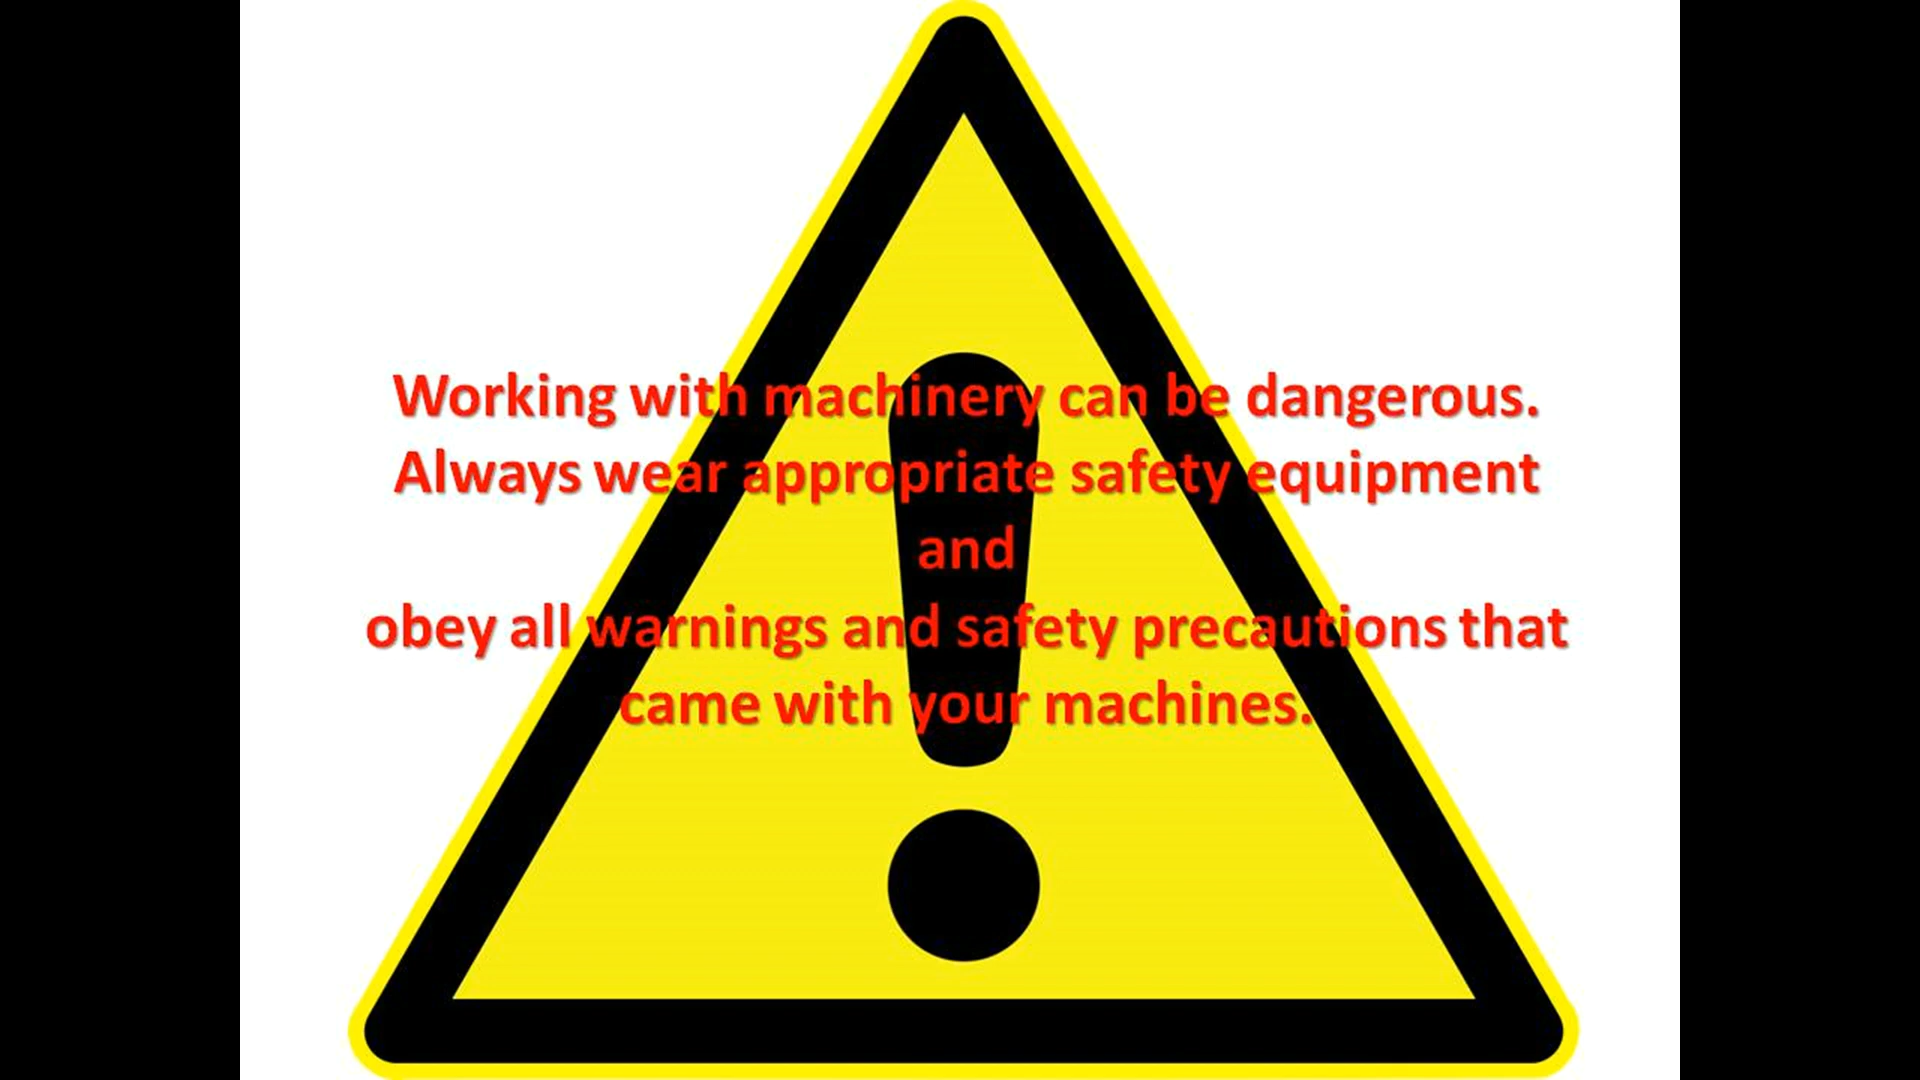 Working with machinery can be dangerous.
Always wear appropriate safety equipment
and
obey all warnings and safety precautions that
came with your machines.